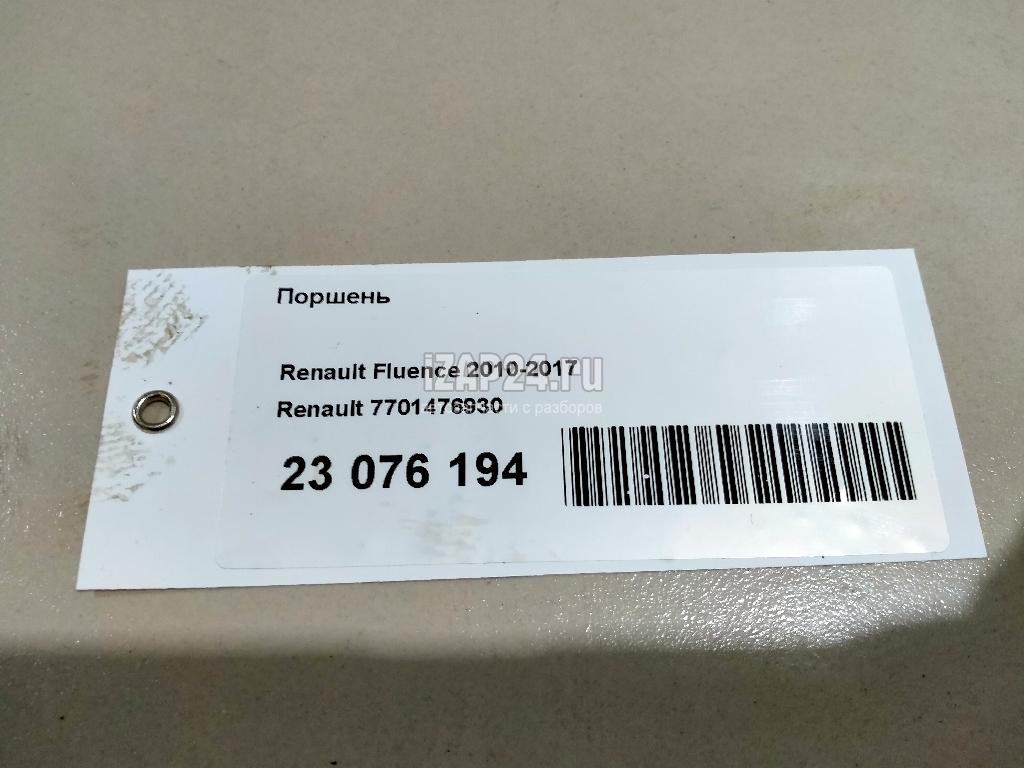 Поршень
Renault Fluence 2010-2017
iZAP24.ru
Renault 7701476930
с разборов
23 076 194